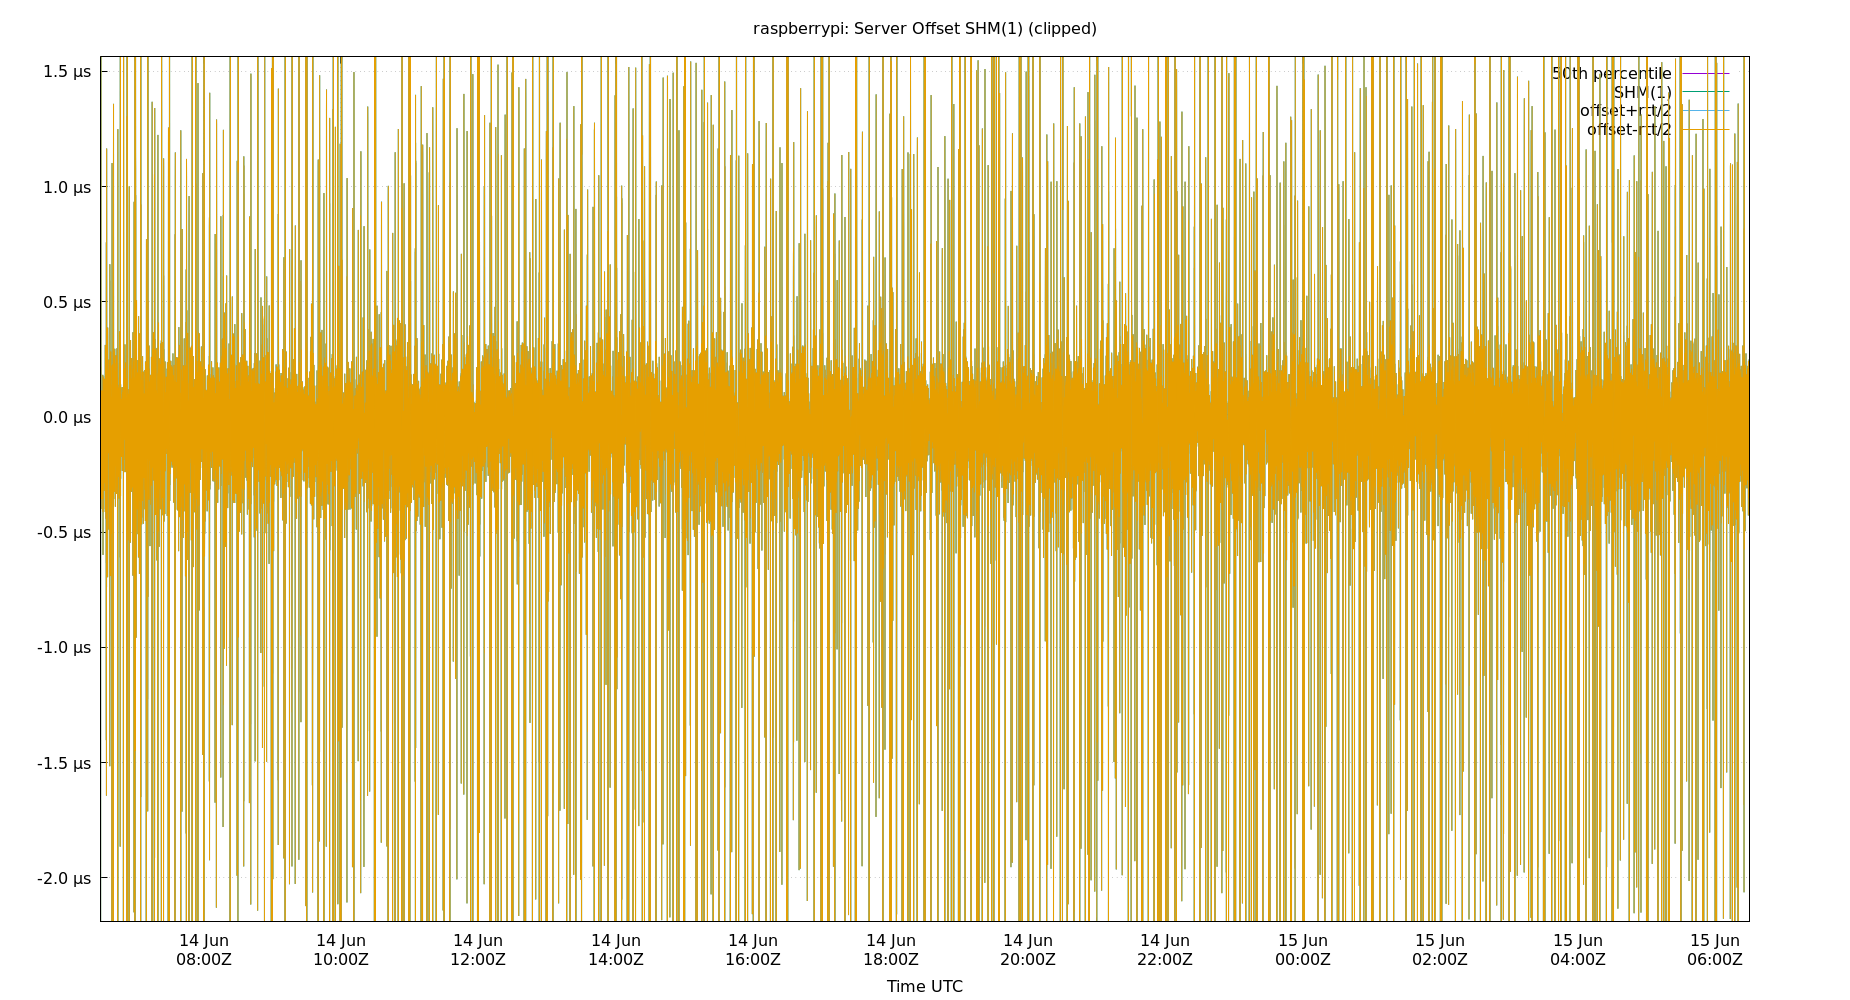 raspberrypi: Server Offset SHM(1) (clipped)
50th percentile
SHM(1)
offset+rtt/2
offset-rtt/2
1.5 µs
1.0 µs
0.5 µs
0.0 µs
-0.5 µs
-1.0 µs
-1.5 µs
-2.0 µs
14 Jun 14 Jun 14 Jun 14 Jun 14 Jun 14 Jun 14 Jun 14 Jun 15 Jun 15 Jun 15 Jun 15 Jun
08:00Z 10:00Z 12:00Z 14:00Z 16:00Z 18:00Z 20:00Z 22:00Z 00:00Z 02:00Z 04:00Z 06:00Z
Time UTC